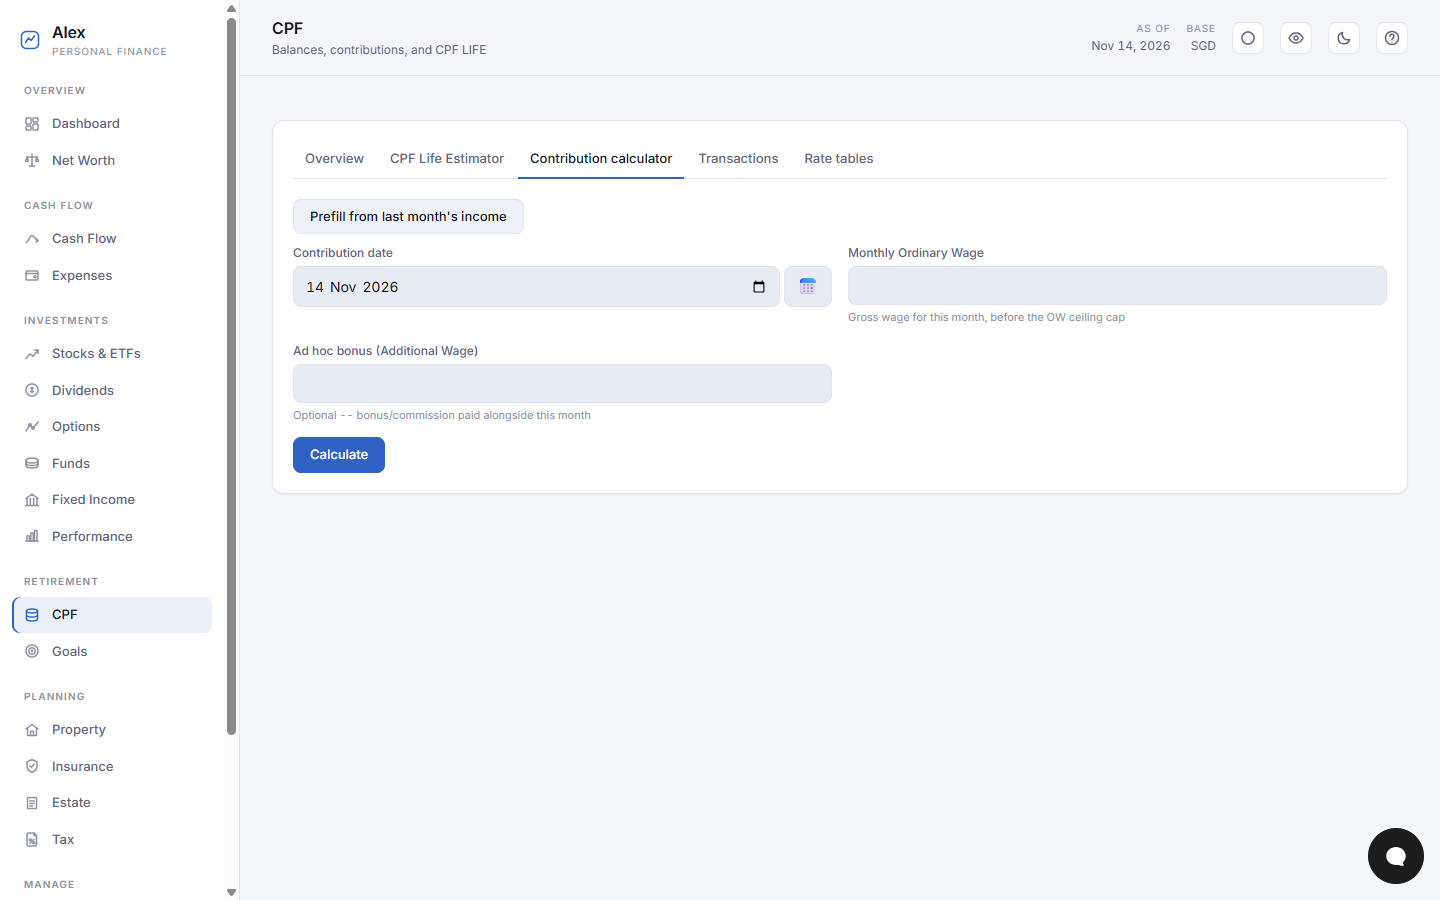 Alex
PERSONAL FINANCE
OVERVIEW
Dashboard
Net Worth
CASH FLOW
Cash Flow
Expenses
INVESTMENTS
Stocks & ETFs
Dividends
Options
Funds
Fixed Income
Performance
RETIREMENT
CPF
Goals
PLANNING
Property
Insurance
Estate
Tax
MANAGE
CPF
Balances, contributions, and CPF LIFE
AS OF
Nov 14, 2026
BASE
SGD
Overview CPF Life Estimator Contribution calculator Transactions Rate tables
Prefill from last month's income
Contribution date
14 Nov 2026
Monthly Ordinary Wage
Gross wage for this month, before the OW ceiling cap
Ad hoc bonus (Additional Wage)
Optional -- bonus/commission paid alongside this month
Calculate